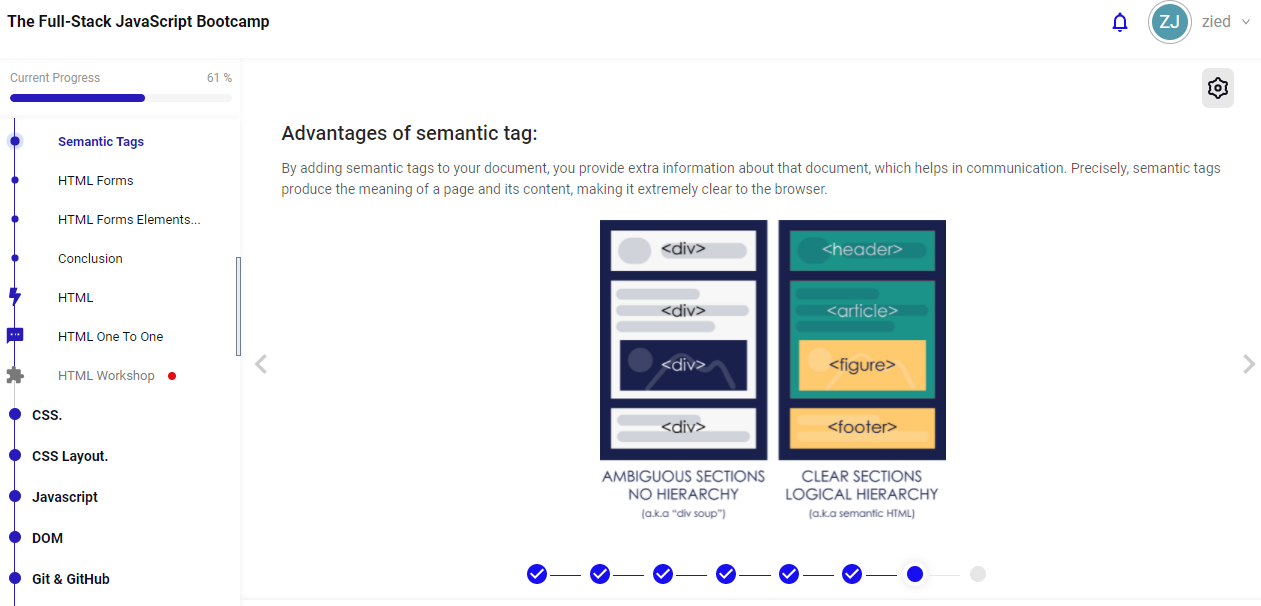 The Full-Stack JavaScript Bootcamp
ZJ
zied
Current Progress
61 %
Semantic Tags
HTML Forms
HTML Forms Elements...
Conclusion
HTML
HTML One To One
HTML Workshop
CSS.
CSS Layout.
Javascript
DOM
Git & GitHub
Advantages of semantic tag:
By adding semantic tags to your document, you provide extra information about that document, which helps in communication. Precisely, semantic tags
produce the meaning of a page and its content, making it extremely clear to the browser.
<div>
<div>
<div>
<div>
AMBIGUOUS SECTIONS
NO HIERARCHY
(a.k.a "div soup")
<header>
<article>
<figure>
<footer>
CLEAR SECTIONS
LOGICAL HIERARCHY
(a.k.a semantic HTML)